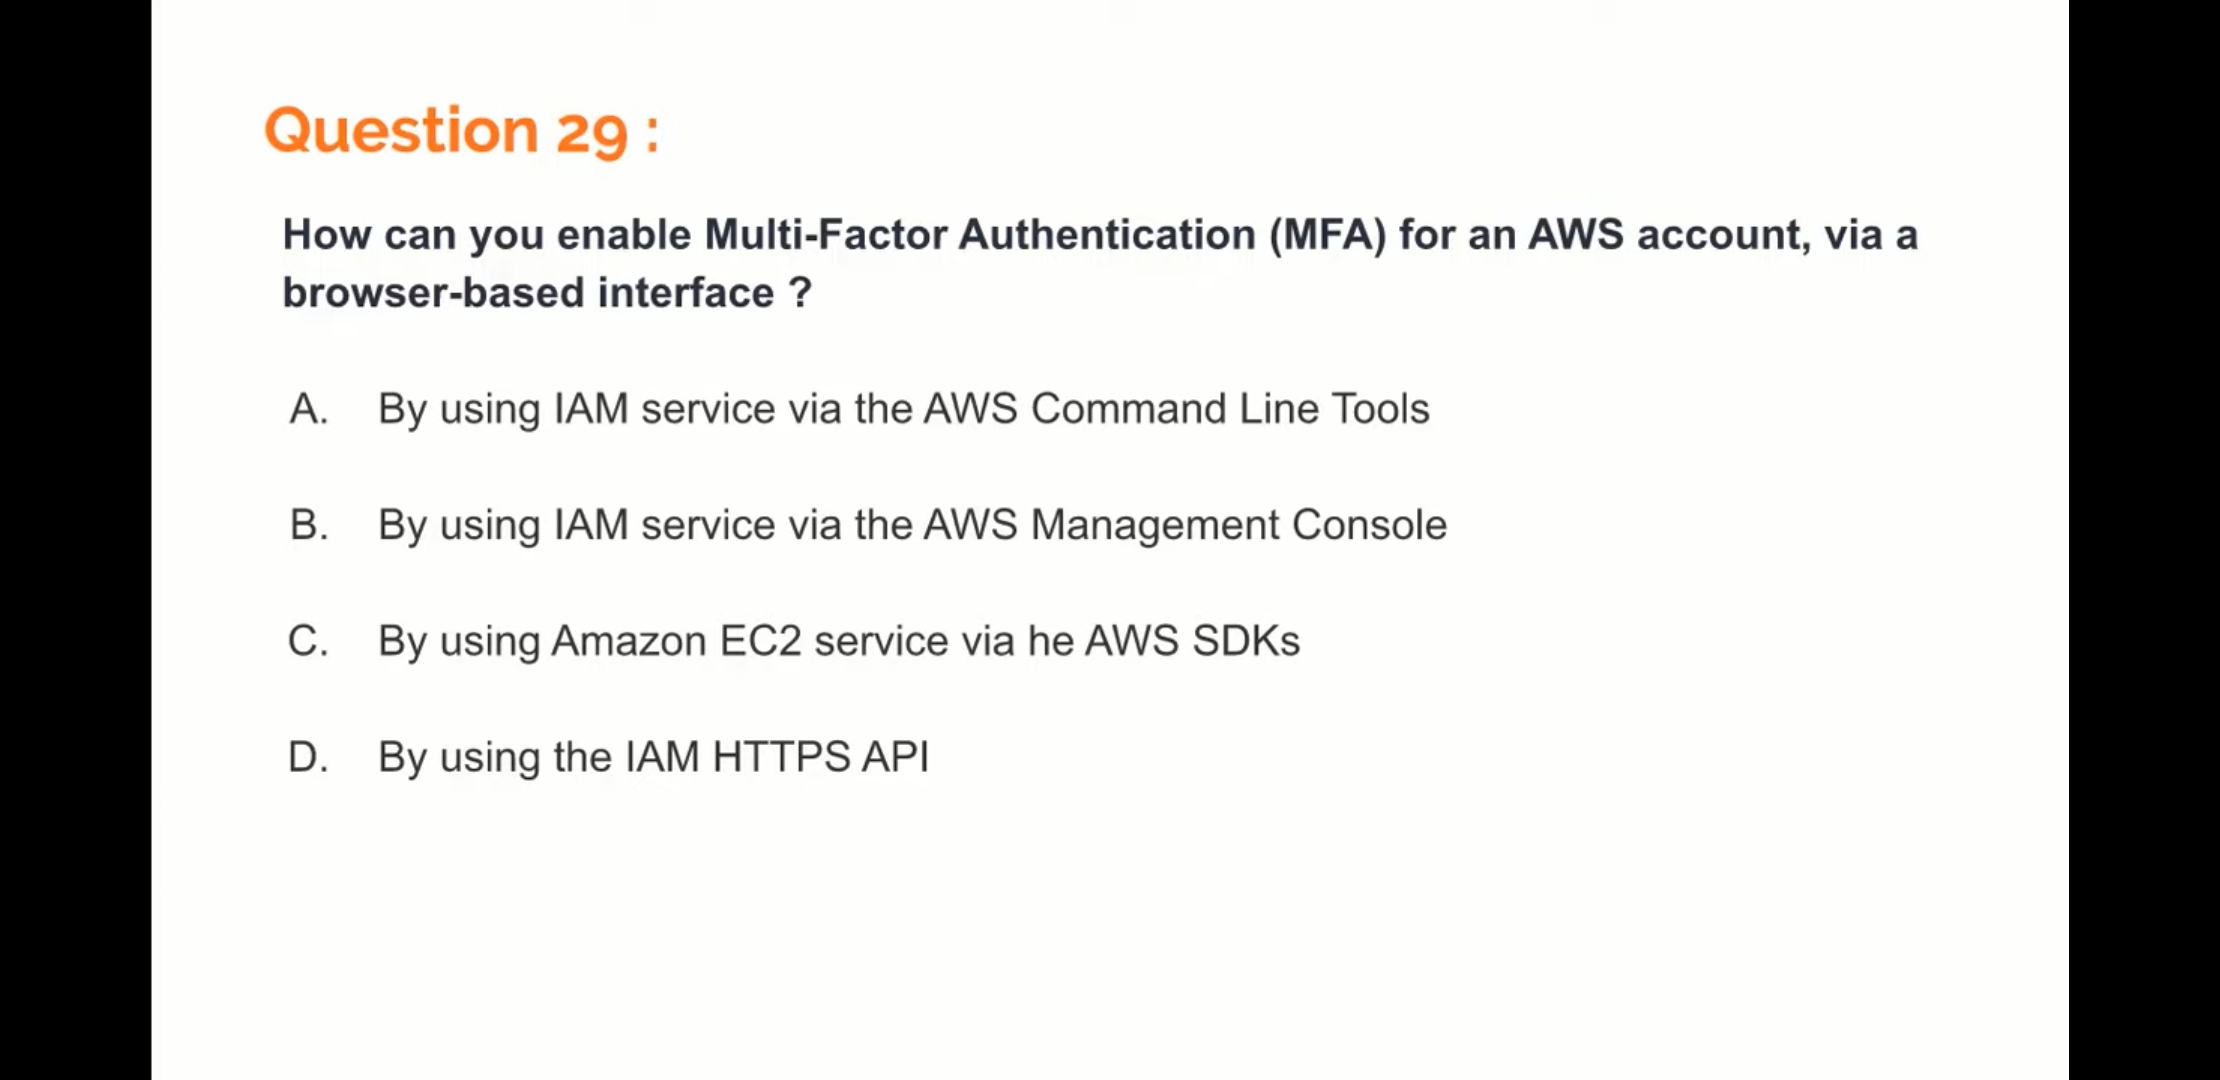 Question 29 :
How can you enable Multi-Factor Authentication (MFA) for an AWS account, via a
browser-based interface ?
A. By using IAM service via the AWS Command Line Tools
B. By using IAM service via the AWS Management Console
C. By using Amazon EC2 service via he AWS SDKs
D. By using the IAM HTTPS API